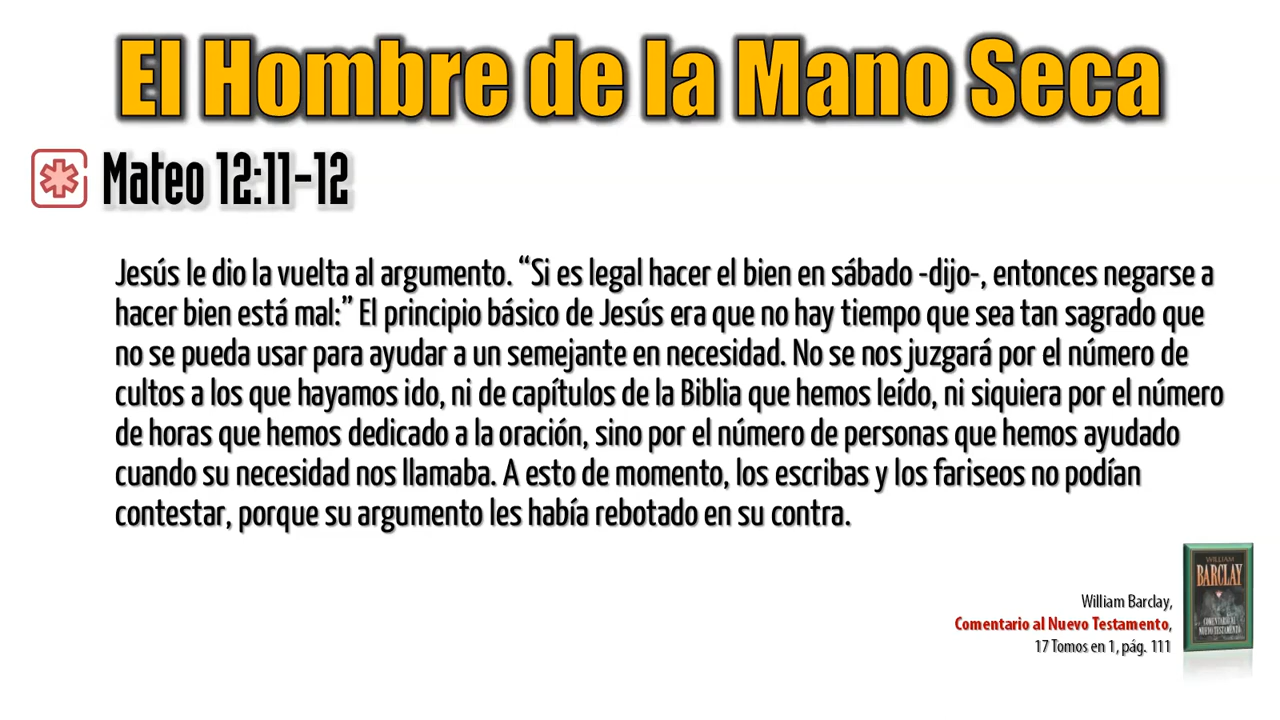 El Hombre de la Mano Seca
Mateo 12:11-12
Jesús le dio la vuelta al argumento. “Si es legal hacer el bien en sábado -dijo-, entonces negarse a
hacer bien está mal:” El principio básico de Jesús era que no hay tiempo que sea tan sagrado que
no se pueda usar para ayudar a un semejante en necesidad. No se nos juzgará por el número de
cultos a los que hayamos ido, ni de capítulos de la Biblia que hemos leído, ni siquiera por el número
de horas que hemos dedicado a la oración, sino por el número de personas que hemos ayudado
cuando su necesidad nos llamaba. A esto de momento, los escribas y los fariseos no podían
contestar, porque su argumento les había rebotado en su contra.
William Barclay,
Comentario al Nuevo Testamento,
17 Tomos en 1, pág. 111
WILLIAM
BARCLAY
COMENTARIO AL
NUEVO TESTAMENTO